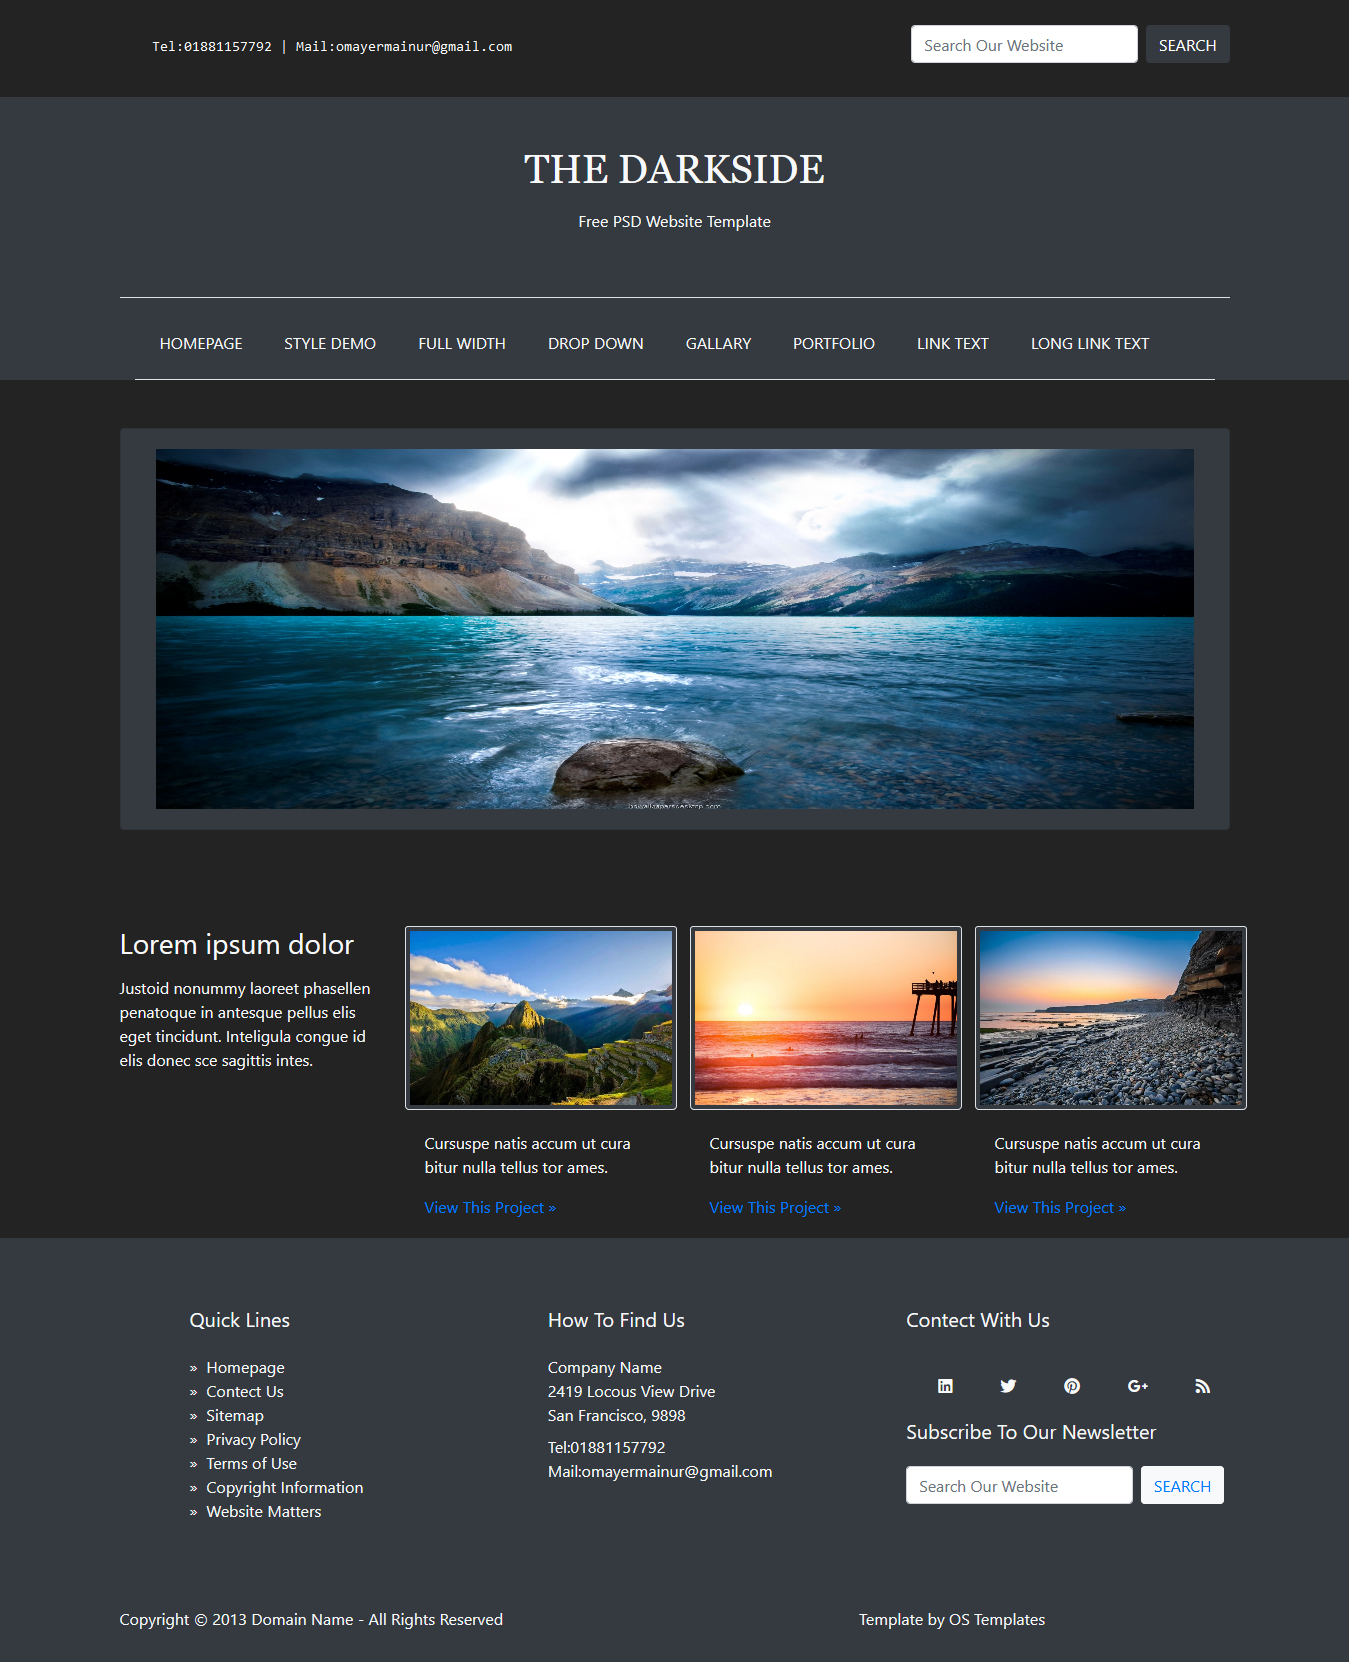 Tel:01881157792 | Mail:omayermainur@gmail.com
Search Our Website
SEARCH
THE DARKSIDE
Free PSD Website Template
HOMEPAGE STYLE DEMO FULL WIDTH DROP DOWN GALLARY PORTFOLIO LINK TEXT LONG LINK TEXT
Lorem ipsum dolor
Justoid nonummy laoreet phasellen
penatoque in antesque pellus elis
eget tincidunt. Inteligula congue id
elis donec sce sagittis intes.
Cursuspe natis accum ut cura
bitur nulla tellus tor ames.
View This Project »
Cursuspe natis accum ut cura
bitur nulla tellus tor ames.
View This Project »
Cursuspe natis accum ut cura
bitur nulla tellus tor ames.
View This Project »
Quick Lines
» Homepage
» Contect Us
» Sitemap
» Privacy Policy
» Terms of Use
» Copyright Information
» Website Matters
How To Find Us
Company Name
2419 Locous View Drive
San Francisco, 9898
Tel:01881157792
Mail:omayermainur@gmail.com
Contect With Us
Subscribe To Our Newsletter
Search Our Website
SEARCH
Copyright © 2013 Domain Name - All Rights Reserved
Template by OS Templates